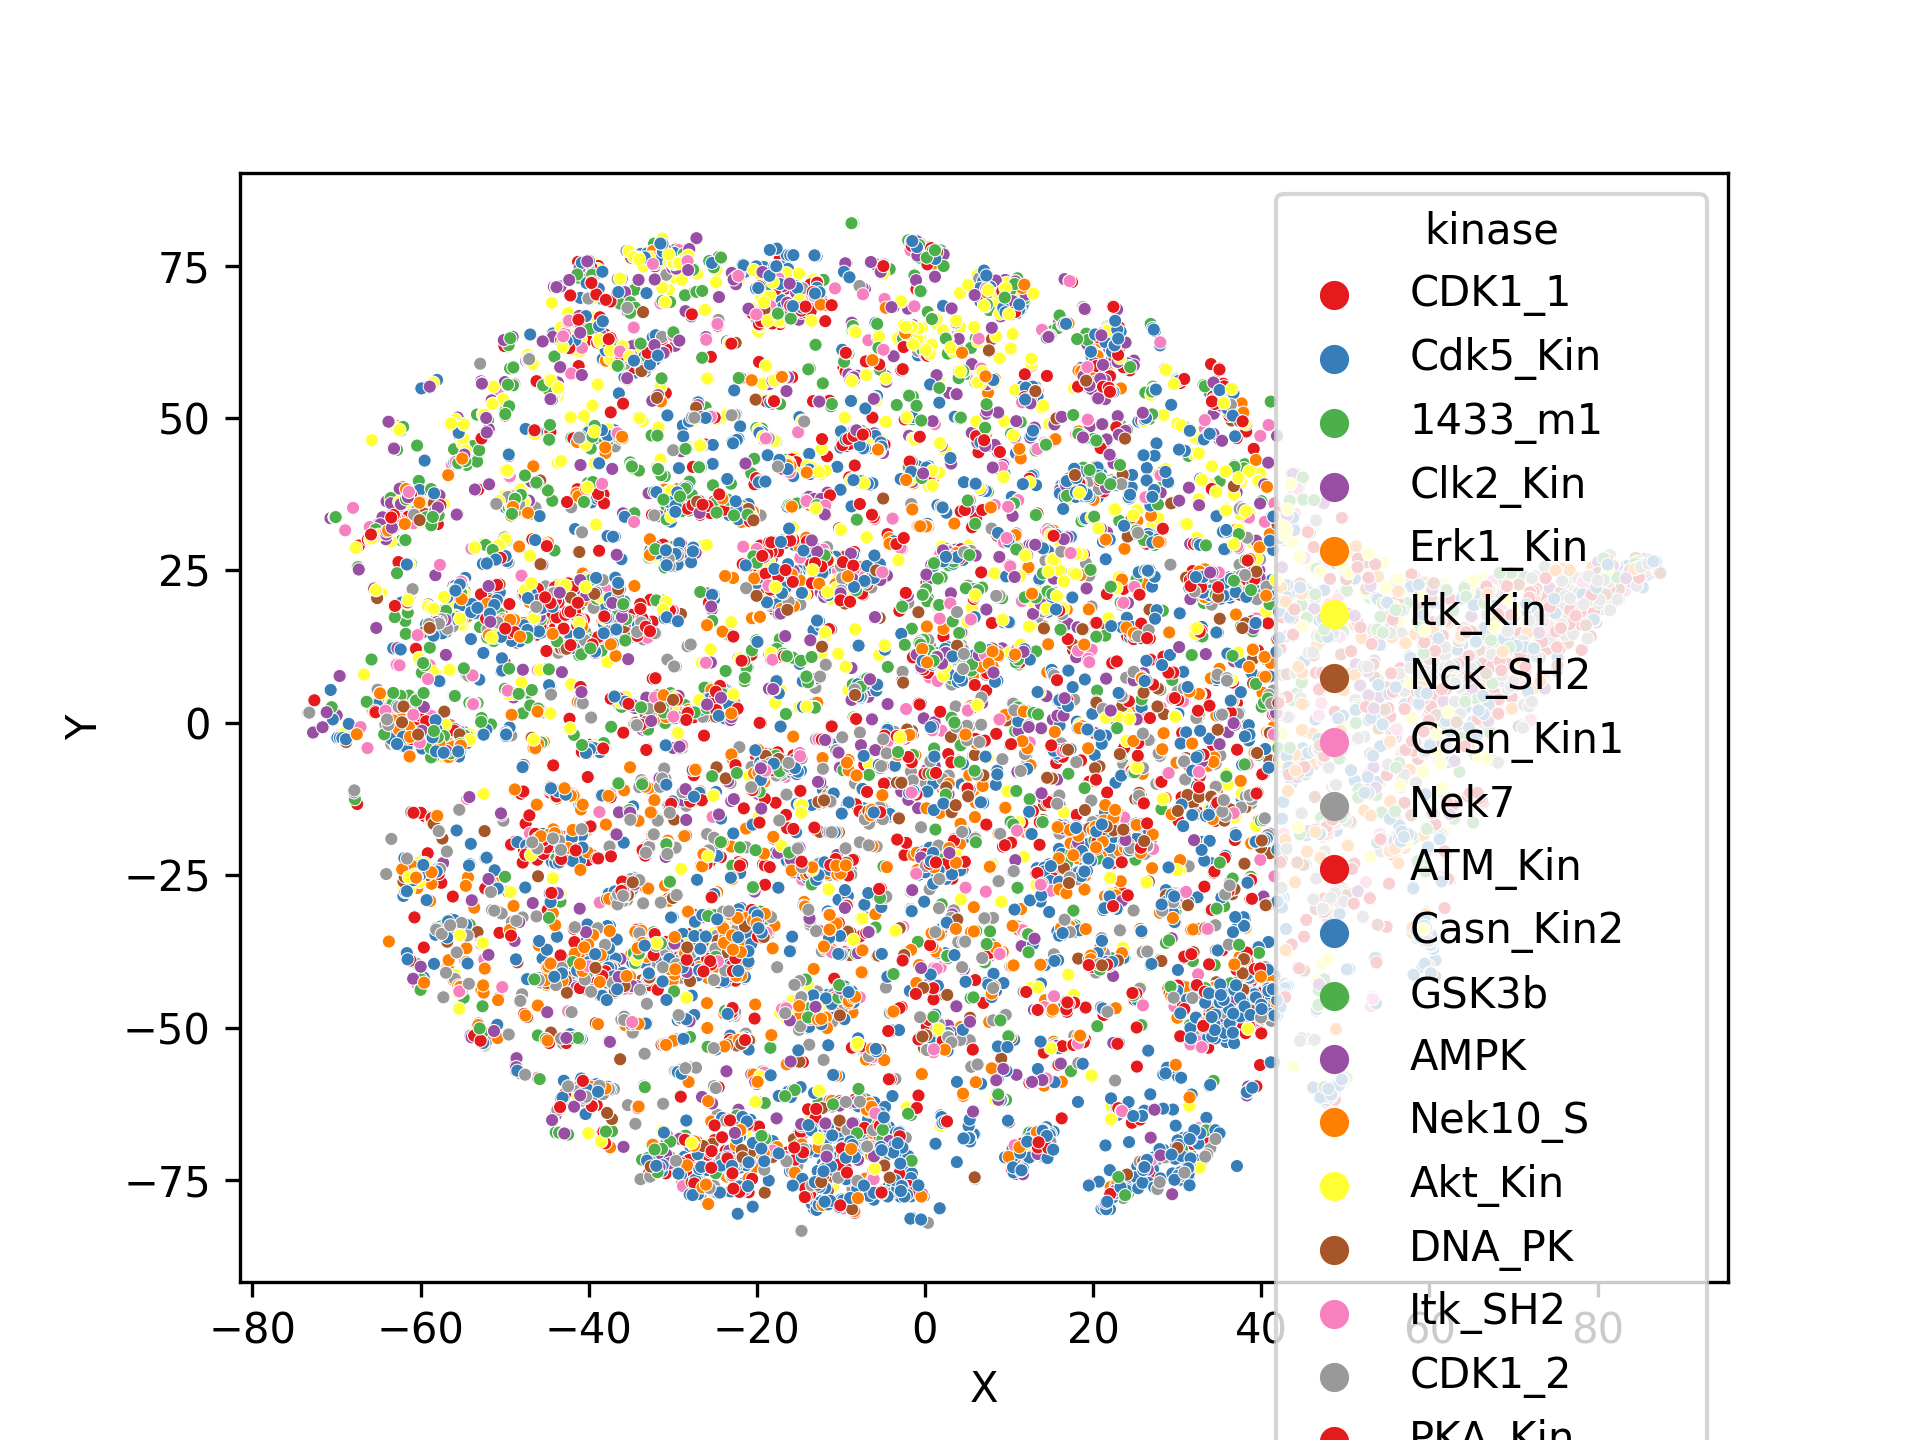 kinase
CDK1_1
Cdk5_Kin
1433_m1
Clk2_Kin
Erk1_Kin
Itk_Kin
Nck_SH2
Casn_Kin1
Nek7
ATM_Kin
Casn_Kin2
GSK3b
AMPK
Nek10_S
Akt_Kin
DNA_PK
Itk_SH2
CDK1_2
PKA_Kin
75
50
25
0
−25
−50
−75
Y
−80 −60 −40 −20 0 20 40 60 80
X